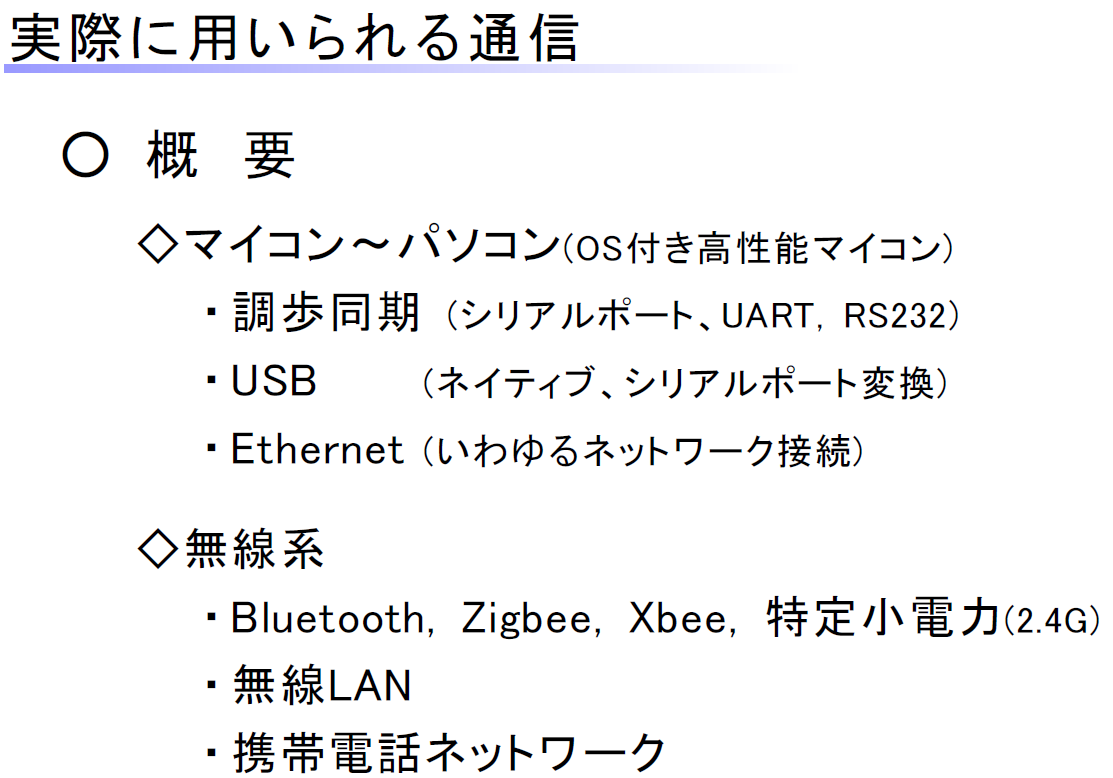 実際に用いられる通信
○ 概　要
◇マイコン～パソコン(OS付き高性能マイコン)
・調歩同期 (シリアルポート、UART, RS232)
・USB (ネイティブ、シリアルポート変換)
・Ethernet (いわゆるネットワーク接続)
◇無線系
・Bluetooth, Zigbee, Xbee, 特定小電力(2.4G)
・無線LAN
・携帯電話ネットワーク